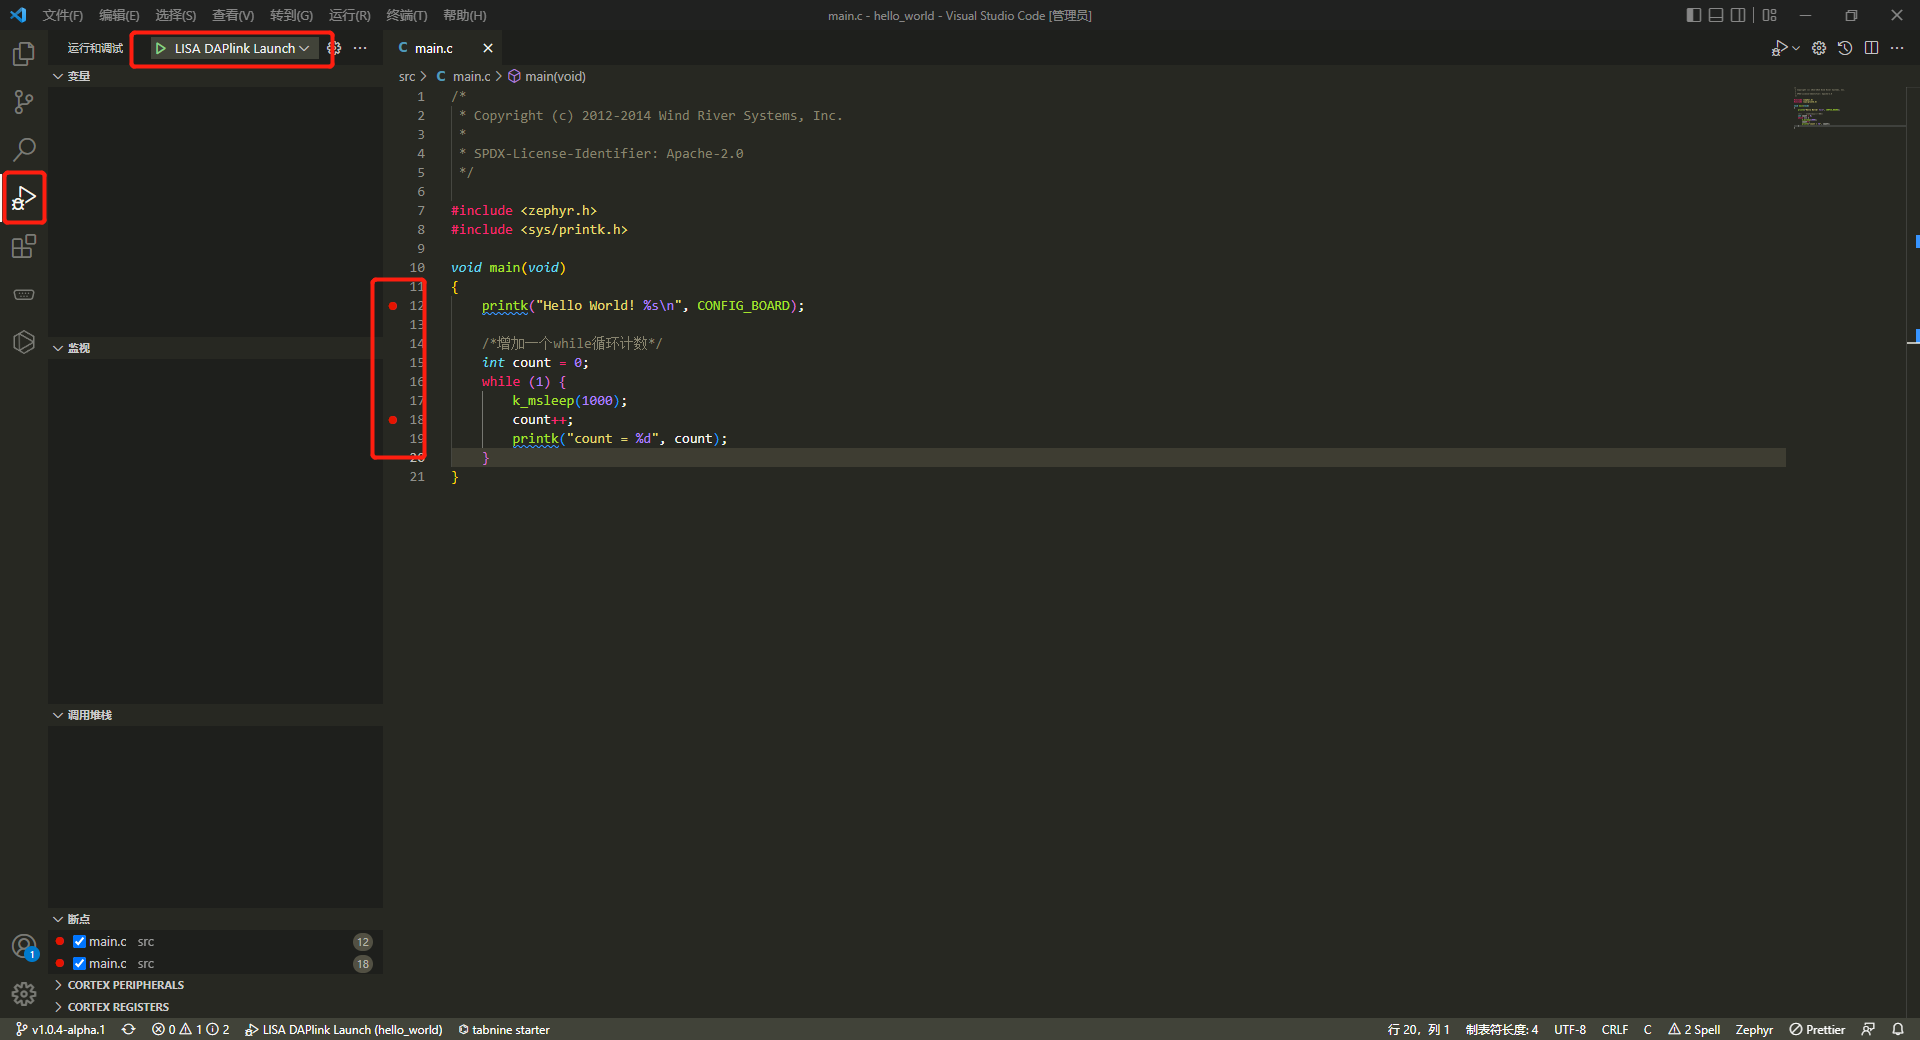 文件(F) 编辑(E) 选择(S) 查看(V) 转到(G) 运行(R) 终端(T) 帮助(H) main.c - hello_world - Visual Studio Code [管理员]
运行和调试 LISA DAPlink Launch
变量
监视
调用堆栈
断点
main.c src 12
main.c src 18
CORTEX PERIPHERALS
CORTEX REGISTERS
1
C main.c
src > C main.c > main(void)
1 /*
2 * Copyright (c) 2012-2014 Wind River Systems, Inc.
3 *
4 * SPDX-License-Identifier: Apache-2.0
5 */
6
7 #include <zephyr.h>
8 #include <sys/printk.h>
9
10 void main(void)
11 {
12 printk("Hello World! %s\n", CONFIG_BOARD);
13
14 /*增加一个while循环计数*/
15 int count = 0;
16 while (1) {
17 k_msleep(1000);
18 count++;
19 printk("count = %d", count);
20 }
21 }
v1.0.4-alpha.1 0 1 2 LISA DAPlink Launch (hello_world) tabnine starter 行 20, 列 1 制表符长度: 4 UTF-8 CRLF C 2 Spell Zephyr Prettier